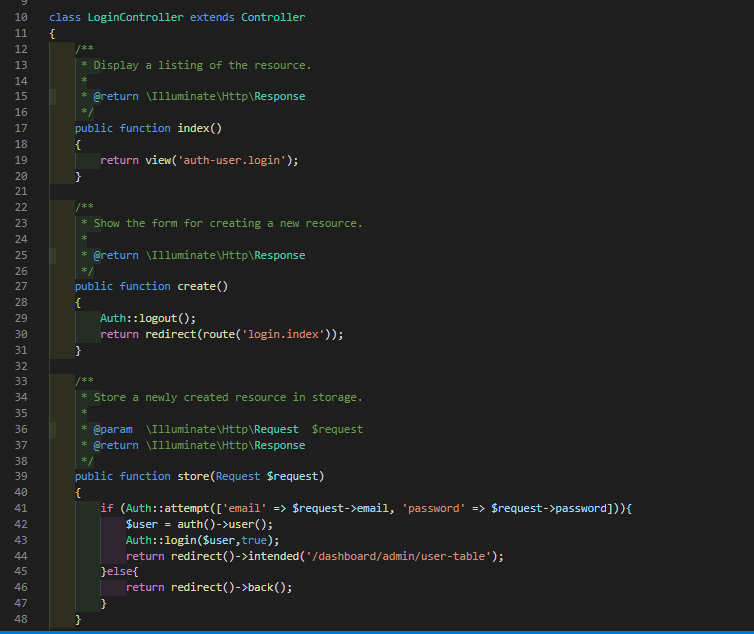 9
10 class LoginController extends Controller
11 {
12     /**
13      * Display a listing of the resource.
14      *
15      * @return \Illuminate\Http\Response
16      */
17     public function index()
18     {
19         return view('auth-user.login');
20     }
21
22     /**
23      * Show the form for creating a new resource.
24      *
25      * @return \Illuminate\Http\Response
26      */
27     public function create()
28     {
29         Auth::logout();
30         return redirect(route('login.index'));
31     }
32
33     /**
34      * Store a newly created resource in storage.
35      *
36      * @param  \Illuminate\Http\Request  $request
37      * @return \Illuminate\Http\Response
38      */
39     public function store(Request $request)
40     {
41         if (Auth::attempt(['email' => $request->email, 'password' => $request->password])){
42             $user = auth()->user();
43             Auth::login($user,true);
44             return redirect()->intended('/dashboard/admin/user-table');
45         }else{
46             return redirect()->back();
47         }
48     }